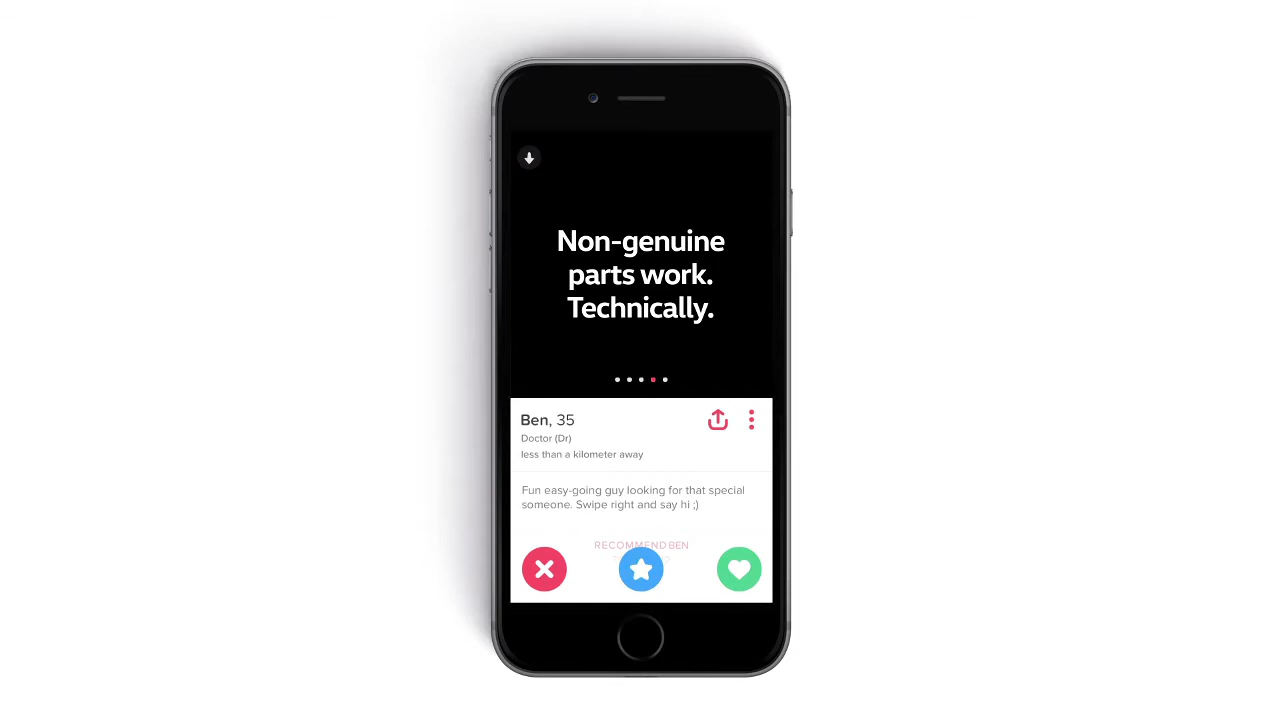 Non-genuine
parts work.
Technically.
Ben, 35
Doctor (Dr)
less than a kilometer away
Fun easy-going guy looking for that special
someone. Swipe right and say hi ;)
RECOMMEND BEN